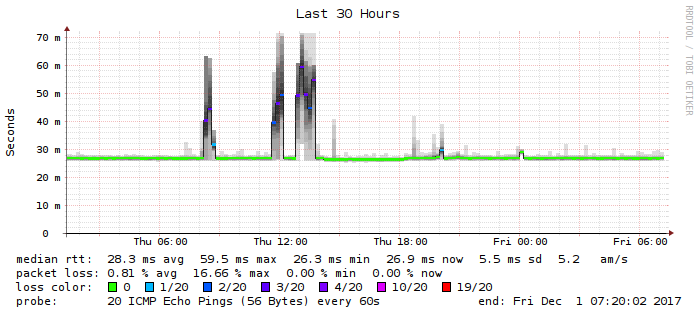 Last 30 Hours
RRDTOOL / TOBI OETIKER
Seconds
70 m
60 m
50 m
40 m
30 m
20 m
10 m
0
Thu 06:00 Thu 12:00 Thu 18:00 Fri 00:00 Fri 06:00
median rtt: 28.3 ms avg 59.5 ms max 26.3 ms min 26.9 ms now 5.5 ms sd 5.2 am/s
packet loss: 0.81 % avg 16.66 % max 0.00 % min 0.00 % now
loss color: 0 1/20 2/20 3/20 4/20 10/20 19/20
probe: 20 ICMP Echo Pings (56 Bytes) every 60s end: Fri Dec 1 07:20:02 2017